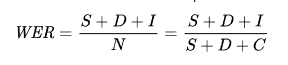 WER = (S + D + I) / N = (S + D + I) / (S + D + C)